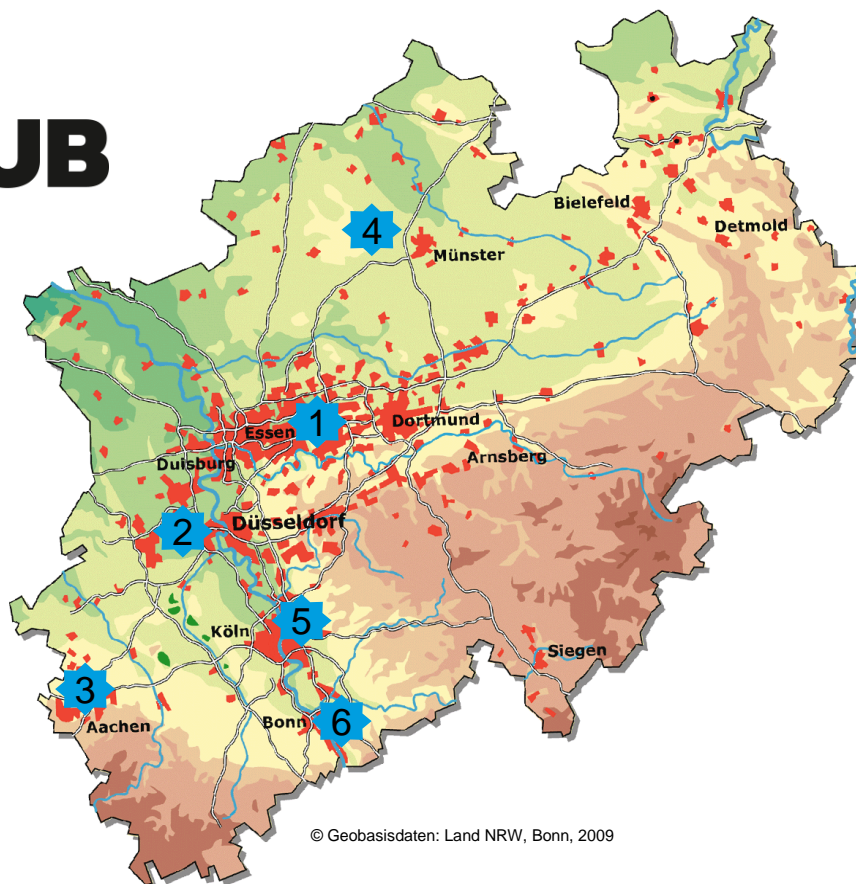 UB
4
Münster
Bielefeld
Detmold
1
Essen
Dortmund
Duisburg
Arnsberg
2
Düsseldorf
5
Köln
Siegen
3
Aachen
Bonn
6
© Geobasisdaten: Land NRW, Bonn, 2009